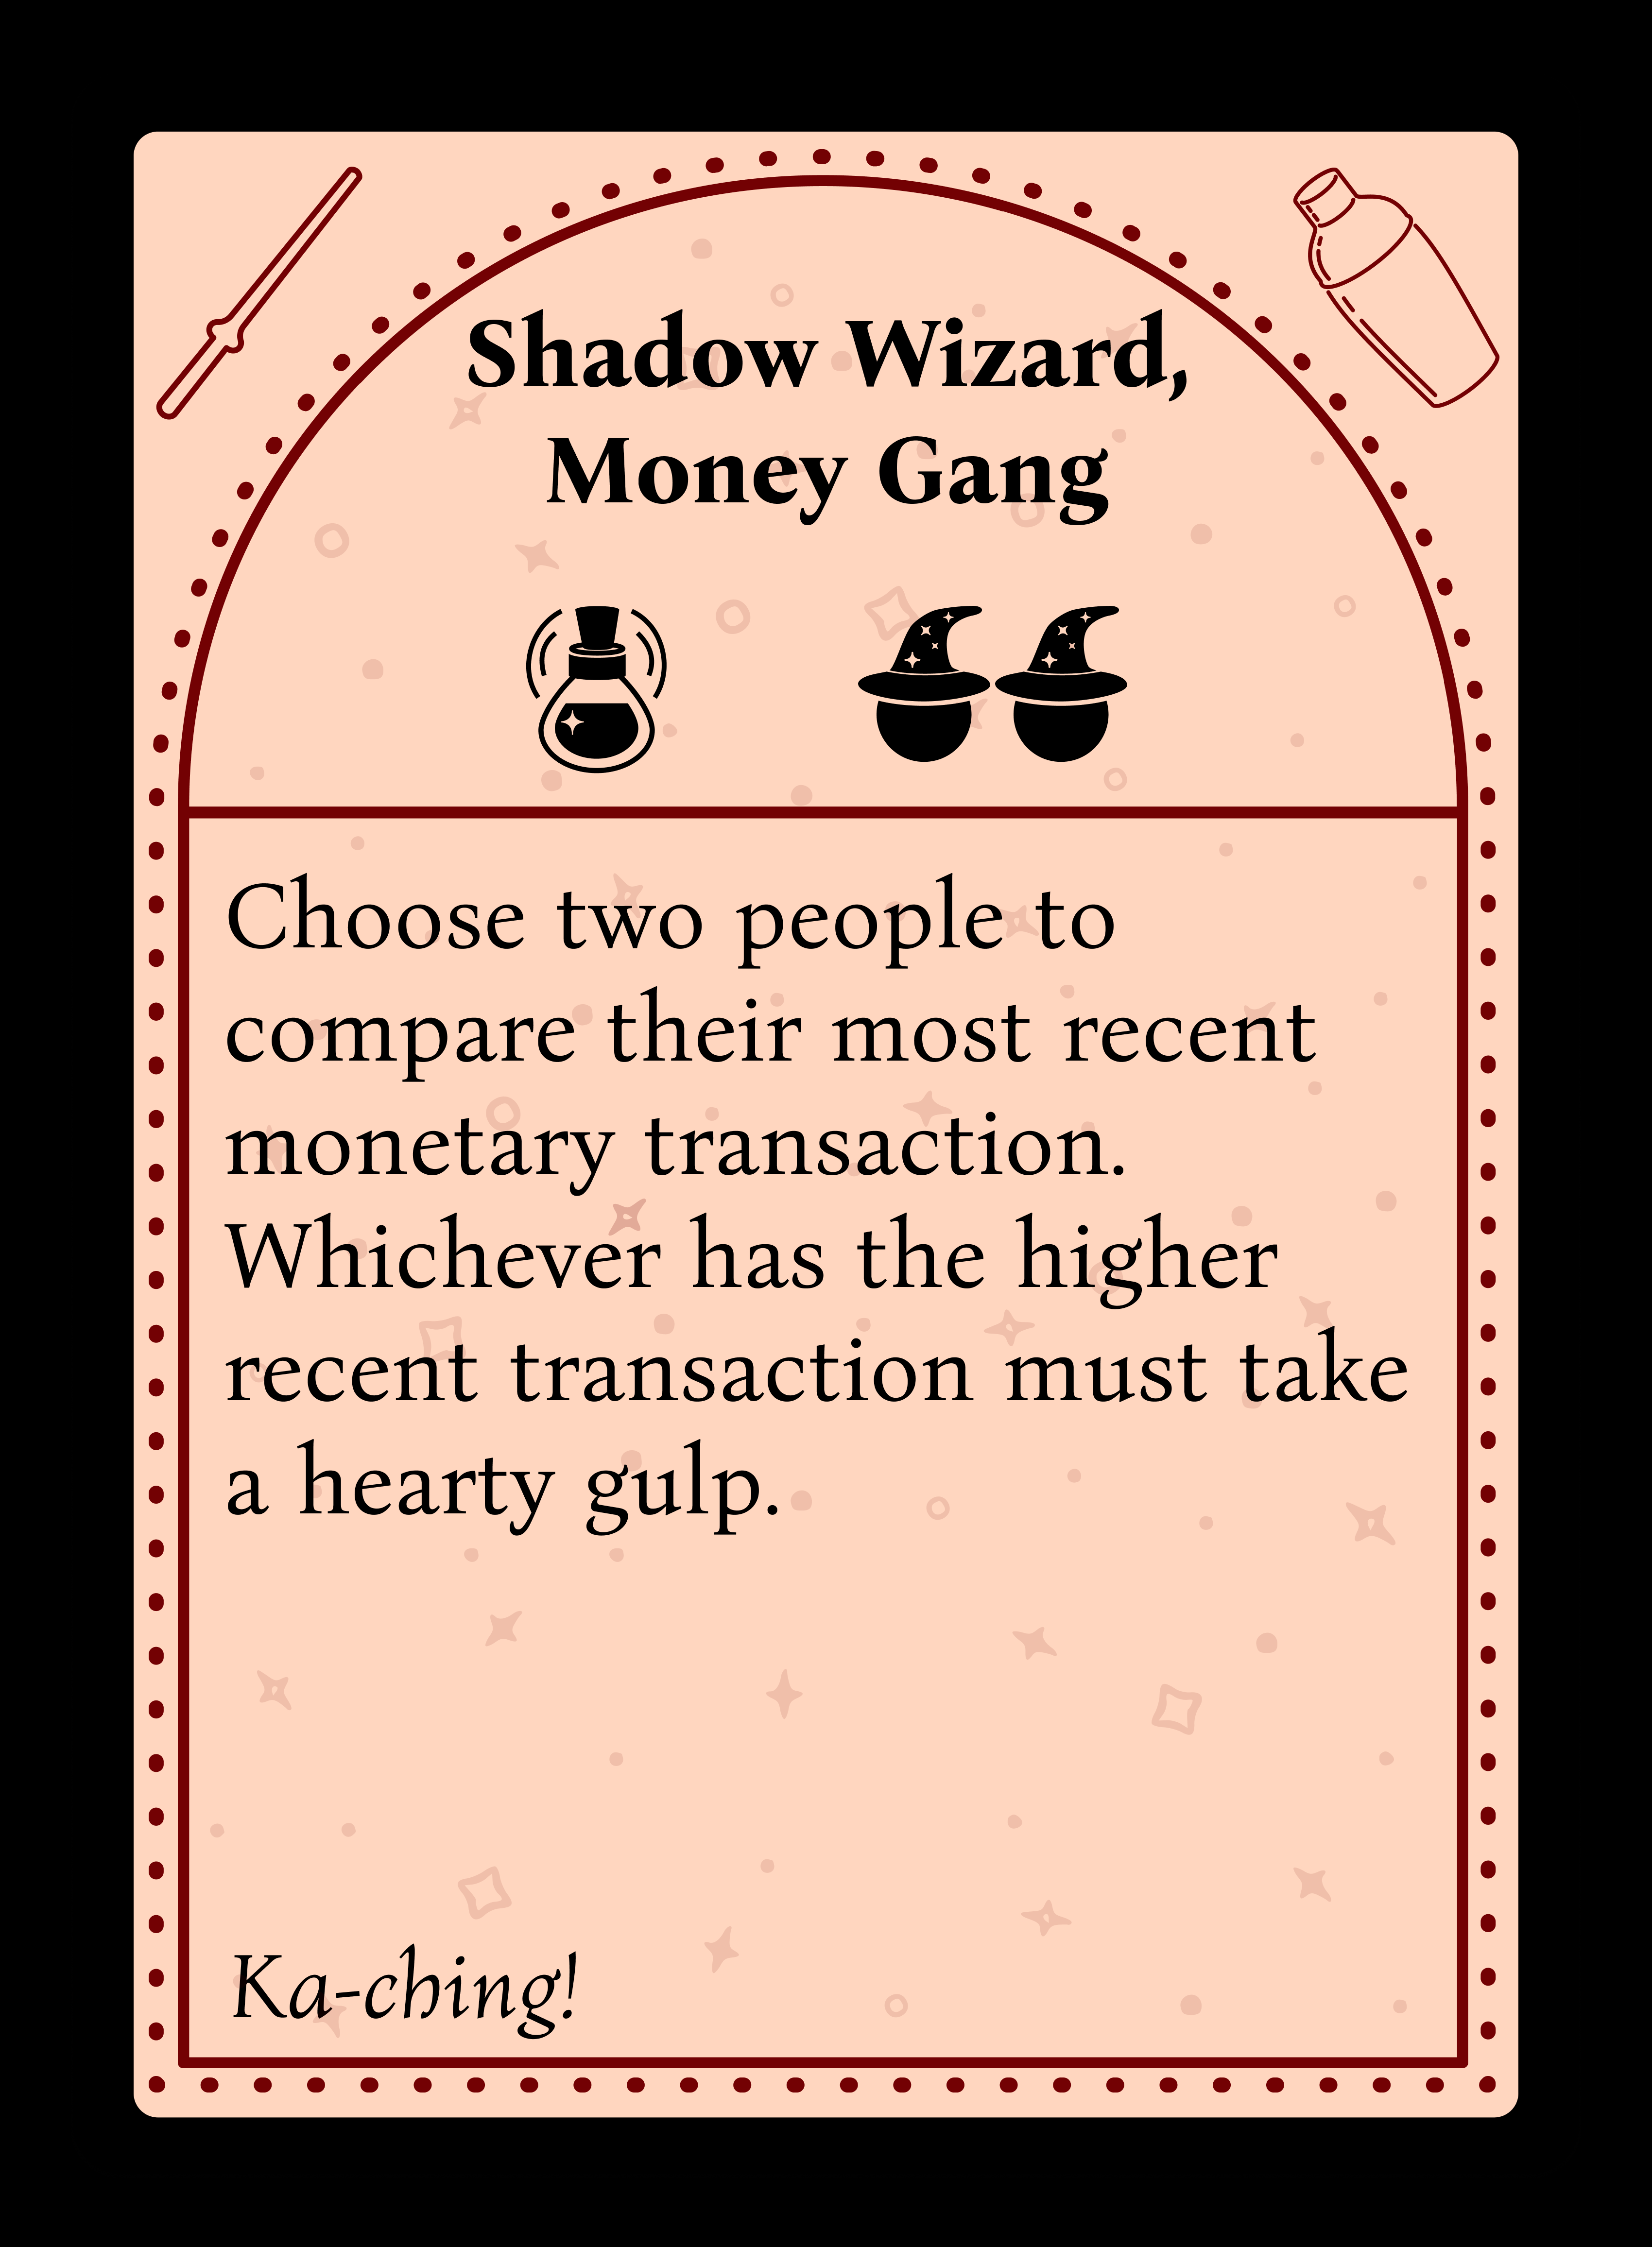 Shadow Wizard,
Money Gang
Choose two people to
compare their most recent
monetary transaction.
Whichever has the higher
recent transaction must take
a hearty gulp.
Ka-ching!